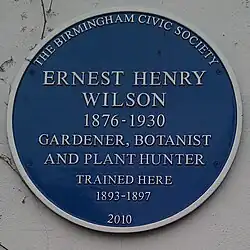 THE BIRMINGHAM CIVIC SOCIETY
ERNEST HENRY
WILSON
1876-1930
GARDENER, BOTANIST
AND PLANT HUNTER
TRAINED HERE
1893-1897
2010